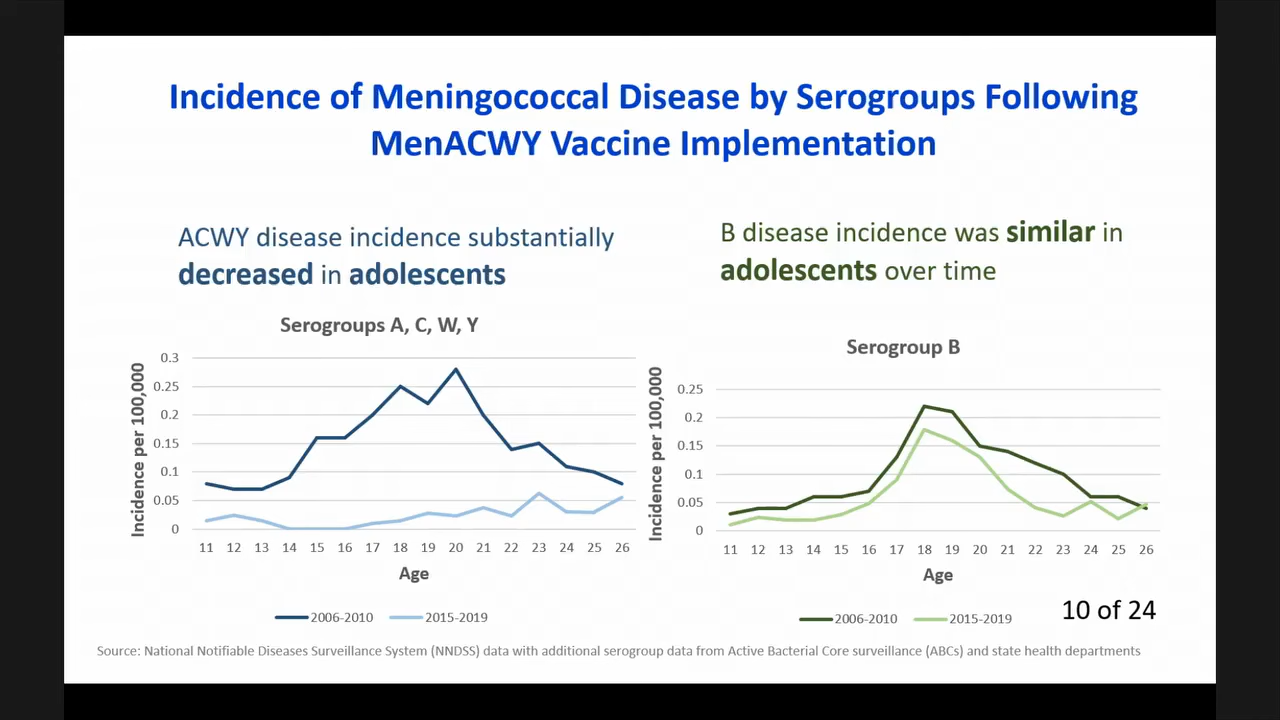 Incidence of Meningococcal Disease by Serogroups Following
MenACWY Vaccine Implementation
ACWY disease incidence substantially
decreased in adolescents
Serogroups A, C, W, Y
Incidence per 100,000
0.3
0.25
0.2
0.15
0.1
0.05
0
11 12 13 14 15 16 17 18 19 20 21 22 23 24 25 26
Age
2006-2010 2015-2019
B disease incidence was similar in
adolescents over time
Serogroup B
Incidence per 100,000
0.25
0.2
0.15
0.1
0.05
0
11 12 13 14 15 16 17 18 19 20 21 22 23 24 25 26
Age
2006-2010 2015-2019
10 of 24
Source: National Notifiable Diseases Surveillance System (NNDSS) data with additional serogroup data from Active Bacterial Core surveillance (ABCs) and state health departments